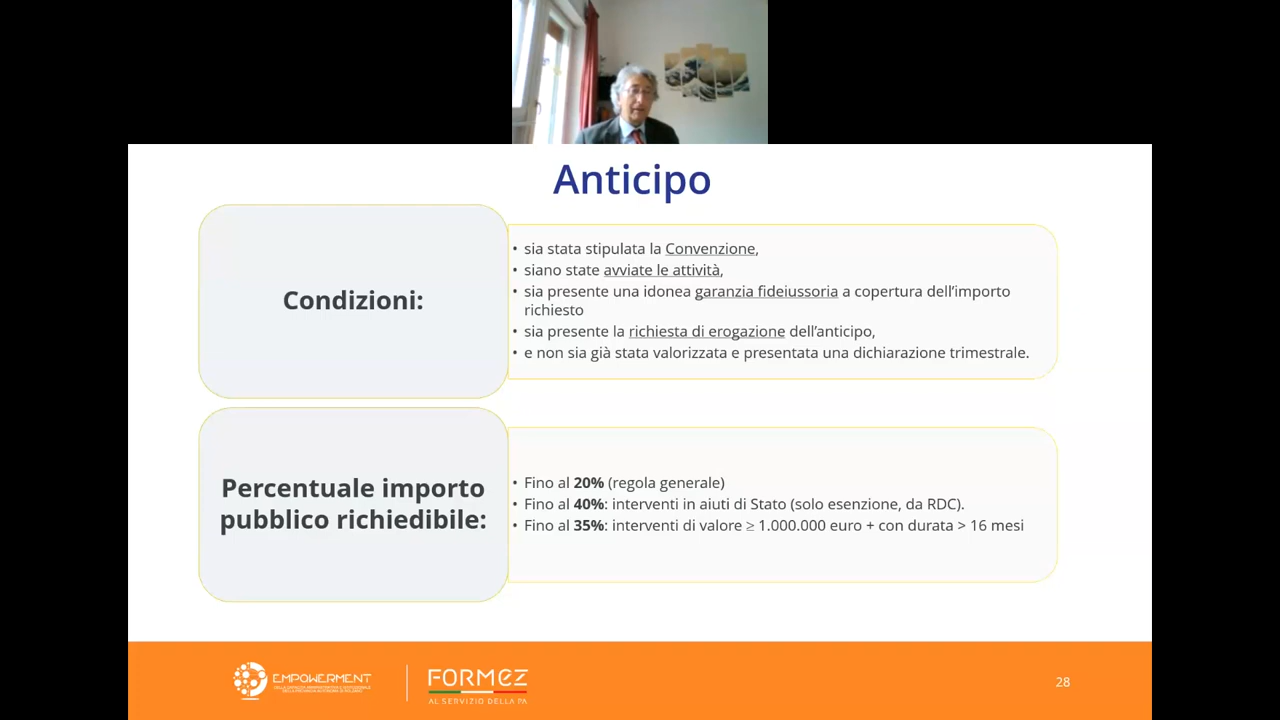 Anticipo
Condizioni:
• sia stata stipulata la Convenzione,
• siano state avviate le attività,
• sia presente una idonea garanzia fideiussoria a copertura dell’importo
richiesto
• sia presente la richiesta di erogazione dell’anticipo,
• e non sia già stata valorizzata e presentata una dichiarazione trimestrale.
Percentuale importo
pubblico richiedibile:
• Fino al 20% (regola generale)
• Fino al 40%: interventi in aiuti di Stato (solo esenzione, da RDC).
• Fino al 35%: interventi di valore ≥ 1.000.000 euro + con durata > 16 mesi
EMPOWERMENT
FORMEZ
AL SERVIZIO DELLA PA
28